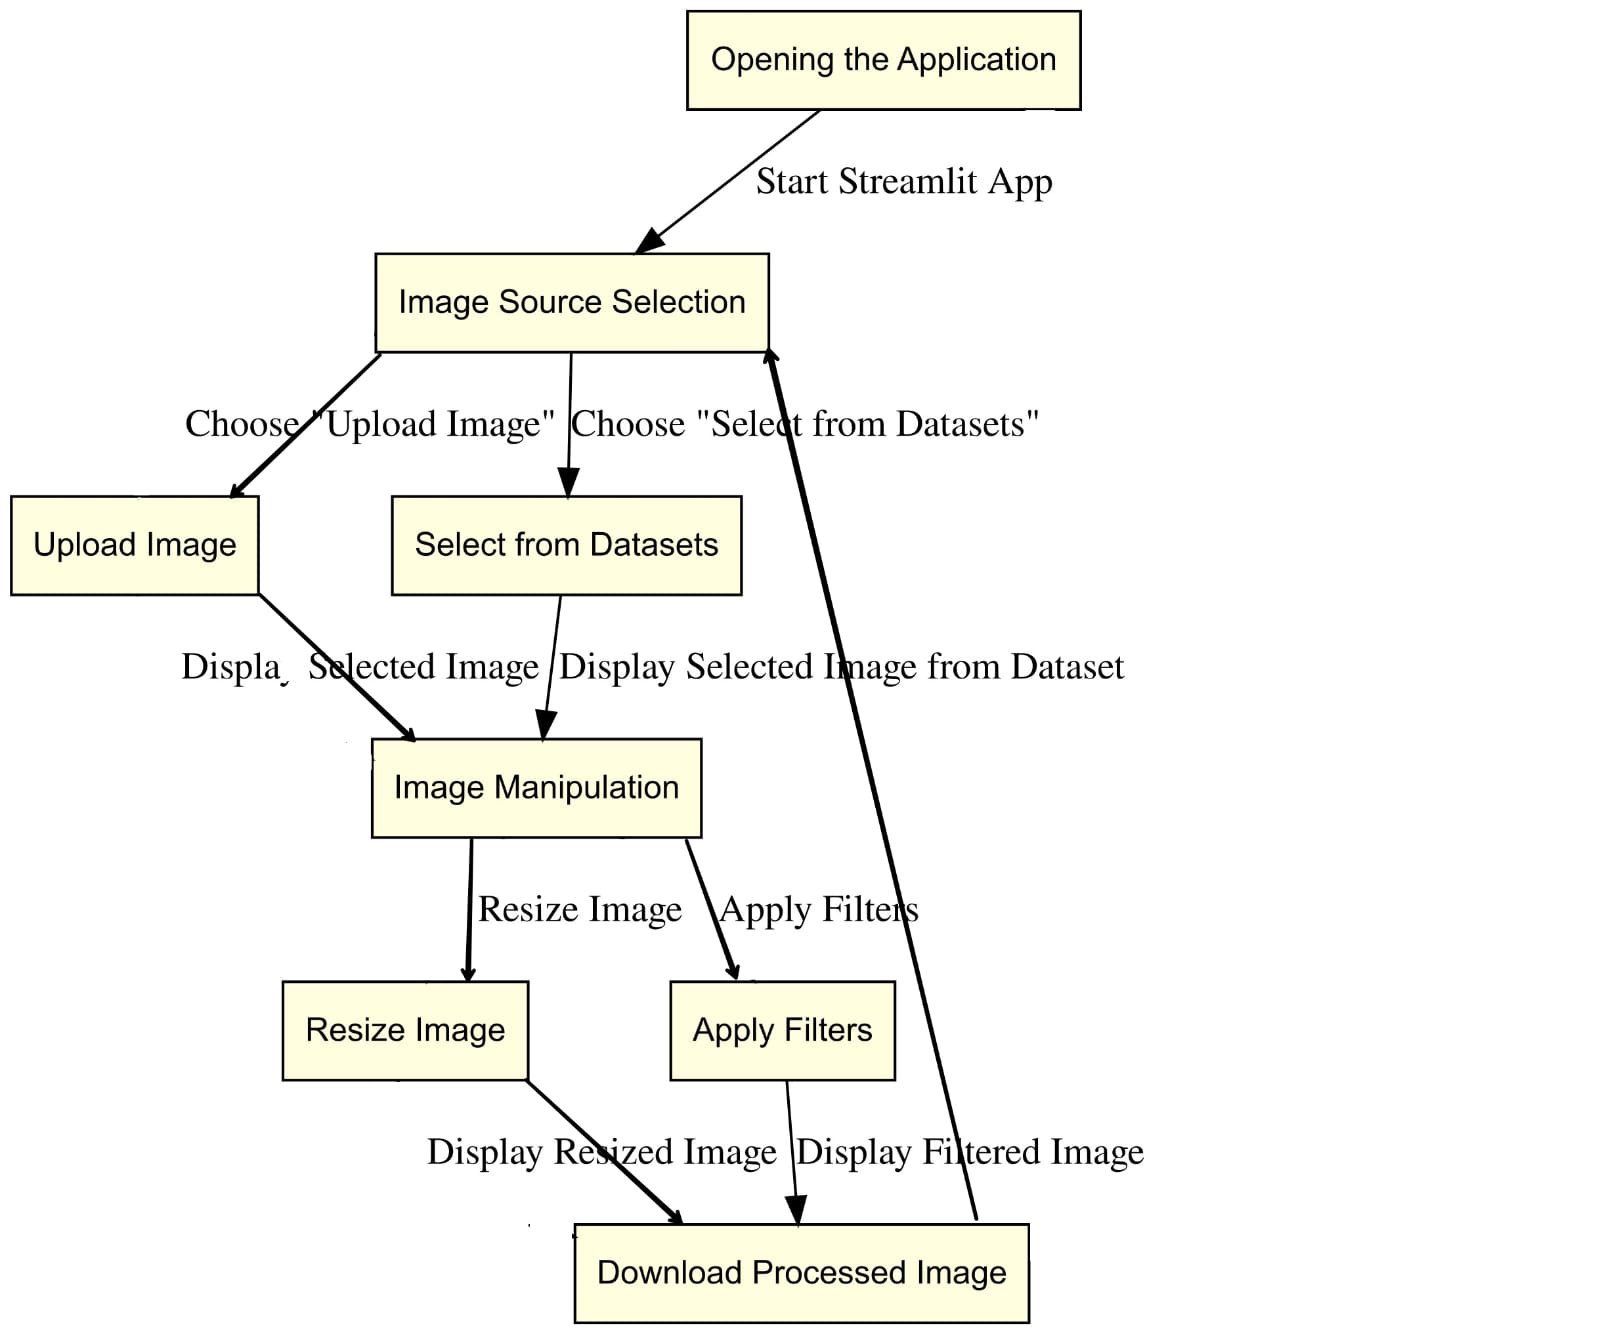 Opening the Application
Start Streamlit App
Image Source Selection
Choose "Upload Image"
Choose "Select from Datasets"
Upload Image
Select from Datasets
Selected Image
Display Selected Image from Dataset
Image Manipulation
Resize Image
Apply Filters
Resize Image
Apply Filters
Display Resized Image
Display Filtered Image
Download Processed Image